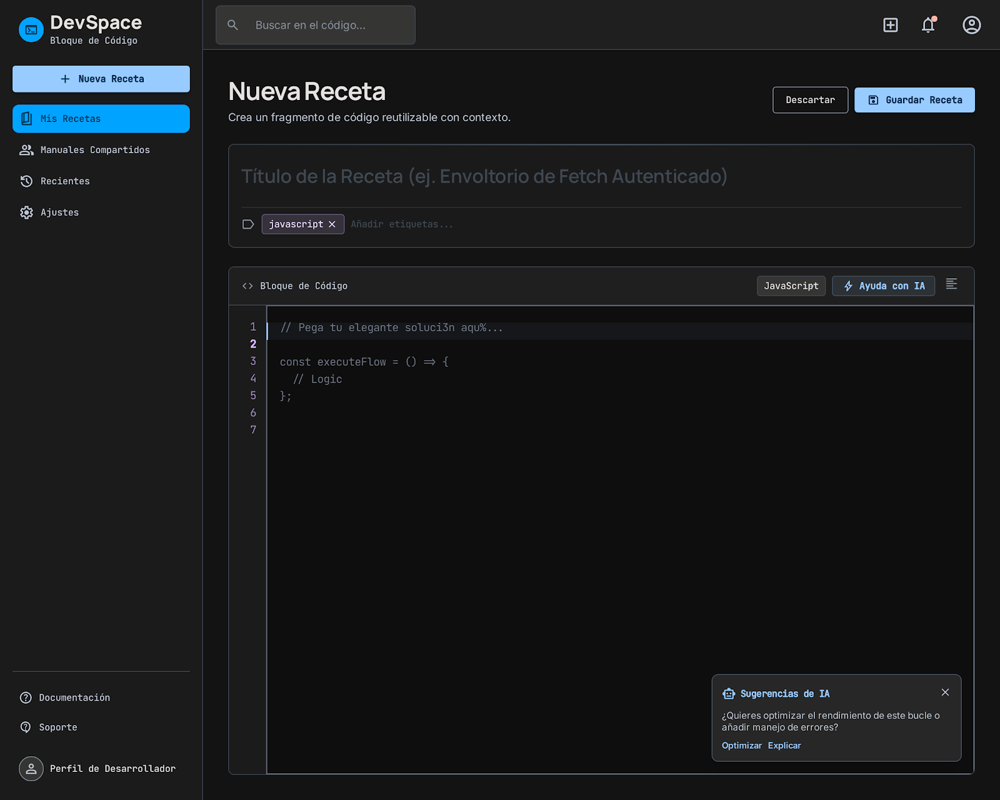 DevSpace
Bloque de Código
Nueva Receta
Mis Recetas
Manuales Compartidos
Recientes
Ajustes
Documentación
Soporte
Perfil de Desarrollador
Buscar en el código...
Nueva Receta
Crea un fragmento de código reutilizable con contexto.
Descartar
Guardar Receta
Título de la Receta (ej. Envoltorio de Fetch Autenticado)
javascript
Añadir etiquetas...
<> Bloque de Código
JavaScript
Ayuda con IA
1 // Pega tu elegante soluci3n aqu%...
2
3 const executeFlow = () => {
4 // Logic
5 };
6
7
Sugerencias de IA
¿Quieres optimizar el rendimiento de este bucle o
añadir manejo de errores?
Optimizar Explicar